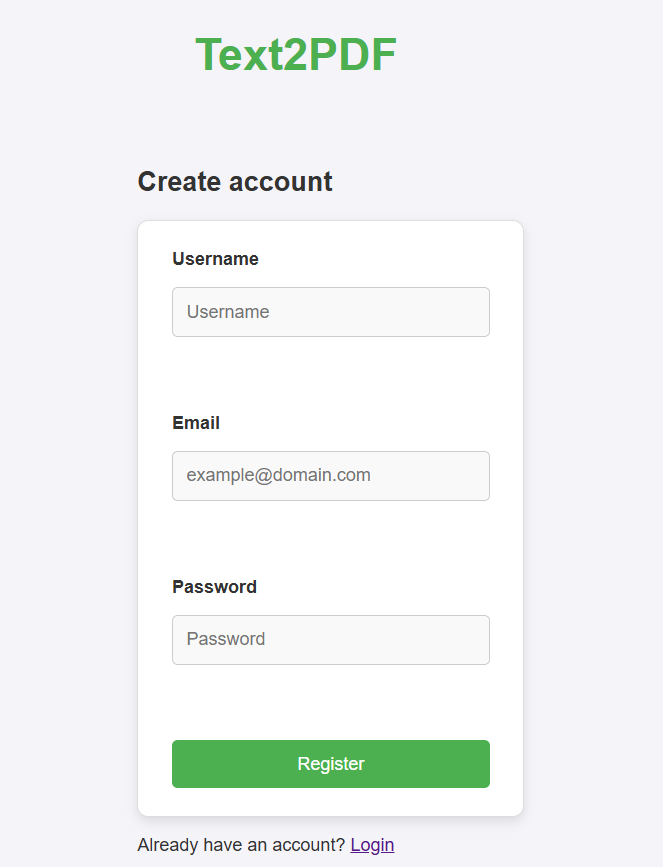 Text2PDF
Create account
Username
Username
Email
example@domain.com
Password
Password
Register
Already have an account? Login